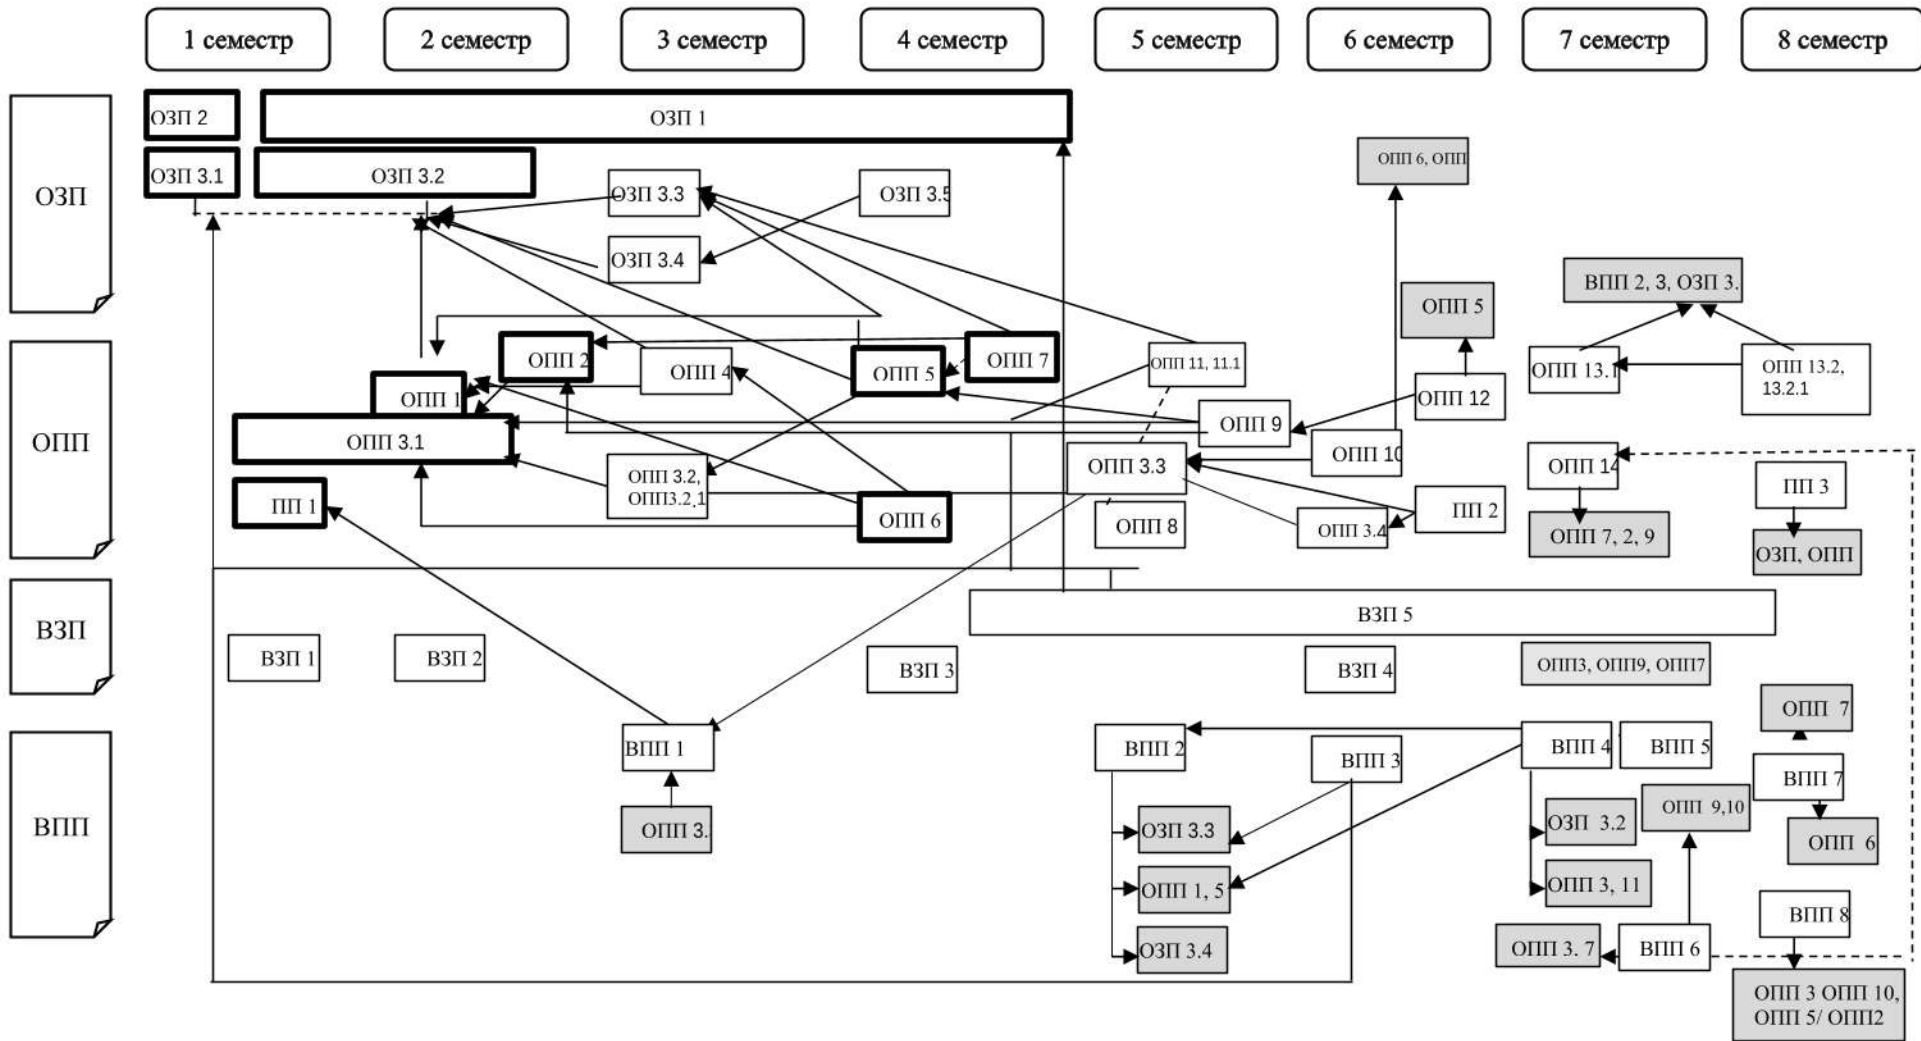 1 семестр
2 семестр
3 семестр
4 семестр
5 семестр
6 семестр
7 семестр
8 семестр
ОЗП
ОЗП 2
ОЗП 1
ОЗП 3.1
ОЗП 3.2
ОЗП 3.3
ОЗП 3.5
ОПП 6, ОПП
ОЗП 3.4
ВПП 2, 3, ОЗП 3.
ОПП 5
ОПП
ОПП 2
ОПП 4
ОПП 5
ОПП 7
ОПП 11, 11.1
ОПП 13.1
ОПП 13.2,
13.2.1
ОПП 1
ОПП 12
ОПП 9
ОПП 3.1
ОПП 10
ОПП 3.2,
ОПП3.2,1
ОПП 3.3
ОПП 14
ПП 3
ПП 1
ОПП 6
ОПП 8
ОПП 3.4
ПП 2
ОПП 7, 2, 9
ОЗП, ОПП
ВЗП
ВЗП 5
ВЗП 1
ВЗП 2
ВЗП 3
ВЗП 4
ОПП3, ОПП9, ОПП7
ВПП
ОПП 7
ВПП 1
ВПП 2
ВПП 3
ВПП 4
ВПП 5
ВПП 7
ОПП 3.
ОЗП 3.3
ОЗП 3.2
ОПП 9,10
ОПП 6
ОПП 1, 5
ОПП 3, 11
ВПП 8
ОЗП 3.4
ОПП 3. 7
ВПП 6
ОПП 3 ОПП 10,
ОПП 5/ ОПП2